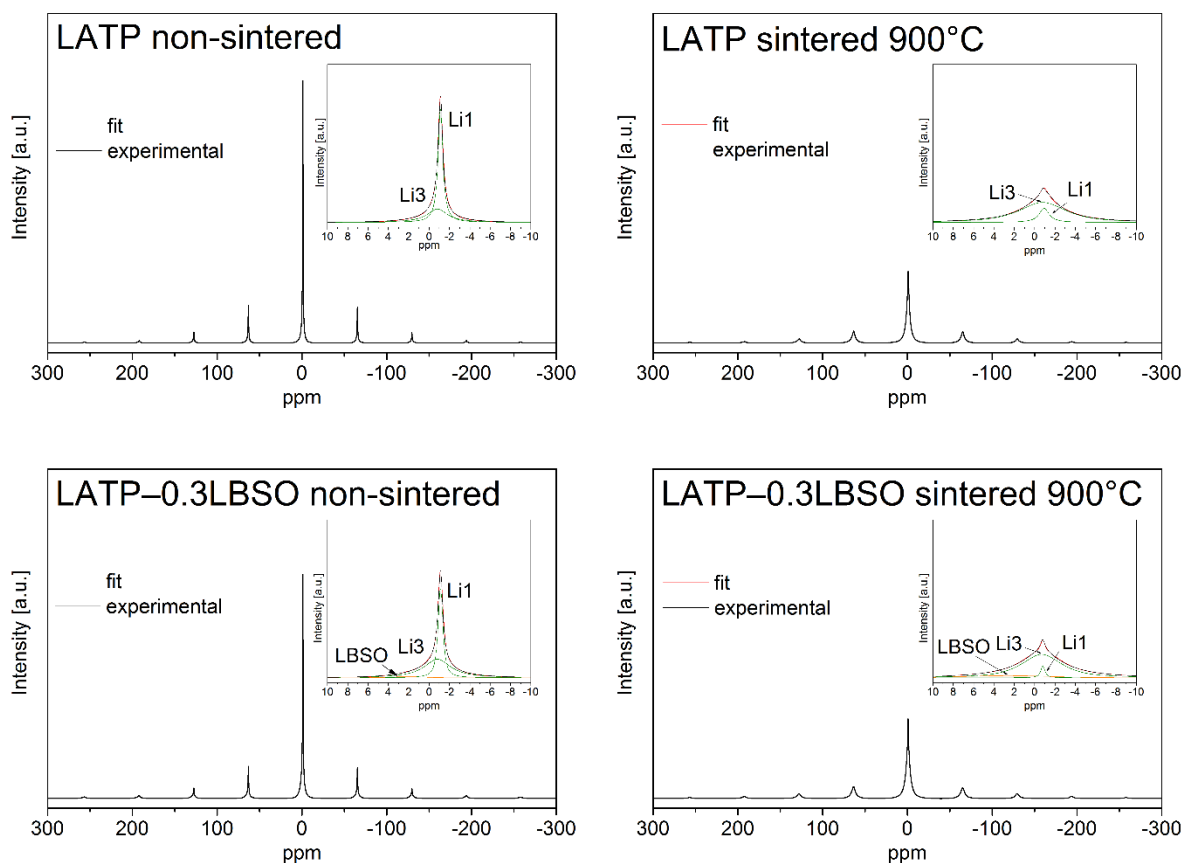 LATP non-sintered
Intensity [a.u.]
fit
experimental
Intensity [a.u.]
Li1
Li3
10 8 6 4 2 0 -2 -4 -6 -8 -10
ppm
300 200 100 0 -100 -200 -300
ppm
LATP sintered 900°C
Intensity [a.u.]
fit
experimental
Intensity [a.u.]
Li3
Li1
10 8 6 4 2 0 -2 -4 -6 -8 -10
ppm
300 200 100 0 -100 -200 -300
ppm
LATP–0.3LBSO non-sintered
Intensity [a.u.]
fit
experimental
Intensity [a.u.]
Li1
Li3
LBSO
10 8 6 4 2 0 -2 -4 -6 -8 -10
ppm
300 200 100 0 -100 -200 -300
ppm
LATP–0.3LBSO sintered 900°C
Intensity [a.u.]
fit
experimental
Intensity [a.u.]
Li3
Li1
LBSO
10 8 6 4 2 0 -2 -4 -6 -8 -10
ppm
300 200 100 0 -100 -200 -300
ppm